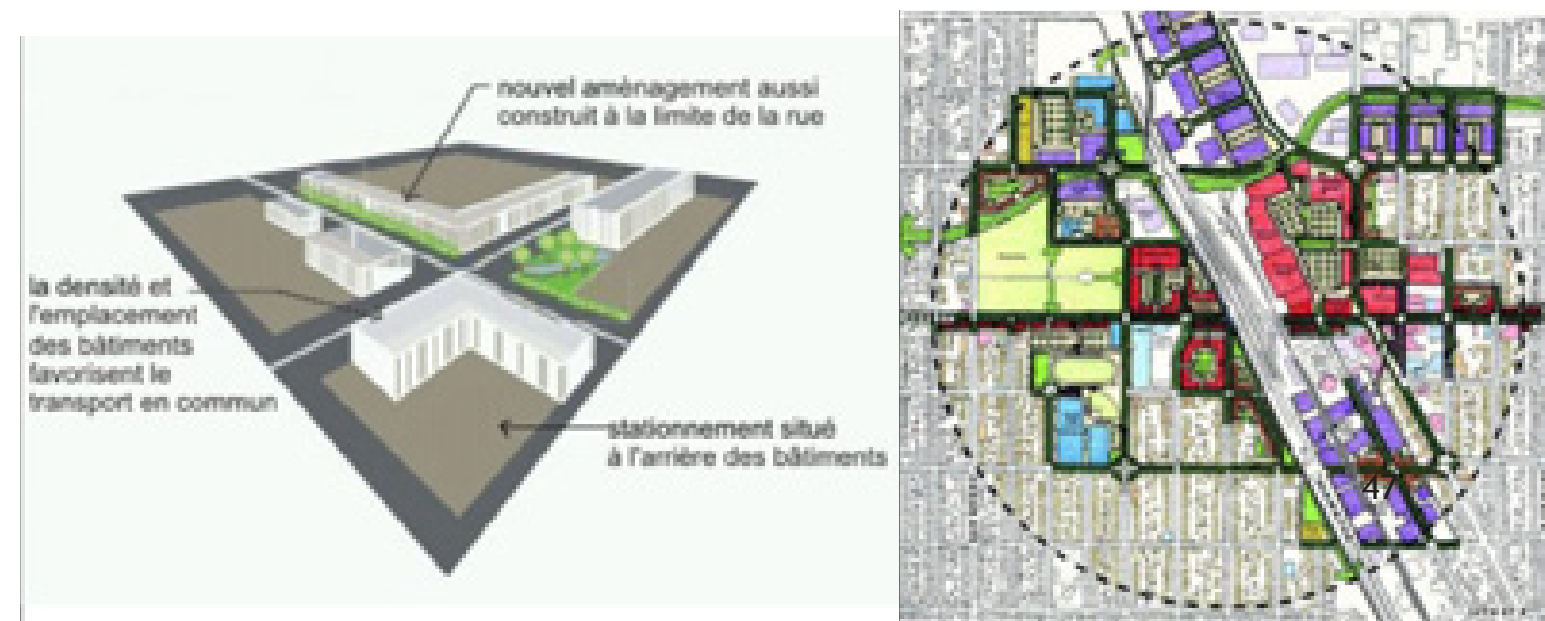 nouvel aménagement aussi
construit à la limite de la rue
la densité et
l'emplacement
des bâtiments
favorisent le
transport en commun
stationnement situé
à l'arrière des bâtiments
47